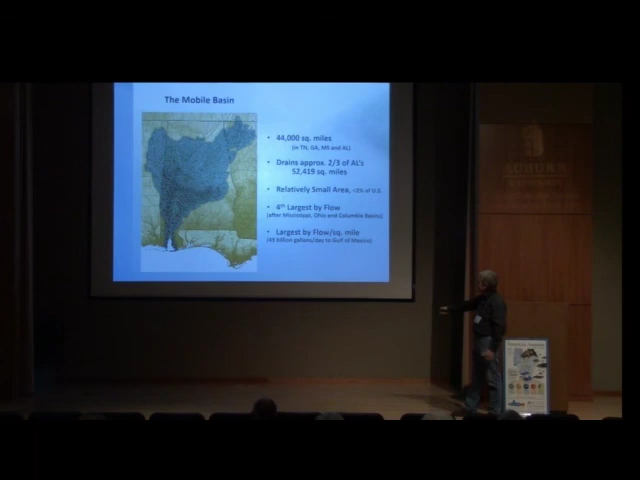 The Mobile Basin
• 44,000 sq. miles
(in TN, GA, MS and AL)
• Drains approx. 2/3 of AL's
52,419 sq. miles
• Relatively Small Area, <2% of U.S.
• 4th Largest by Flow
(after Mississippi, Ohio and Columbia Basins)
• Largest by Flow/sq. mile
(43 billion gallons/day to Gulf of Mexico)
AUBURN